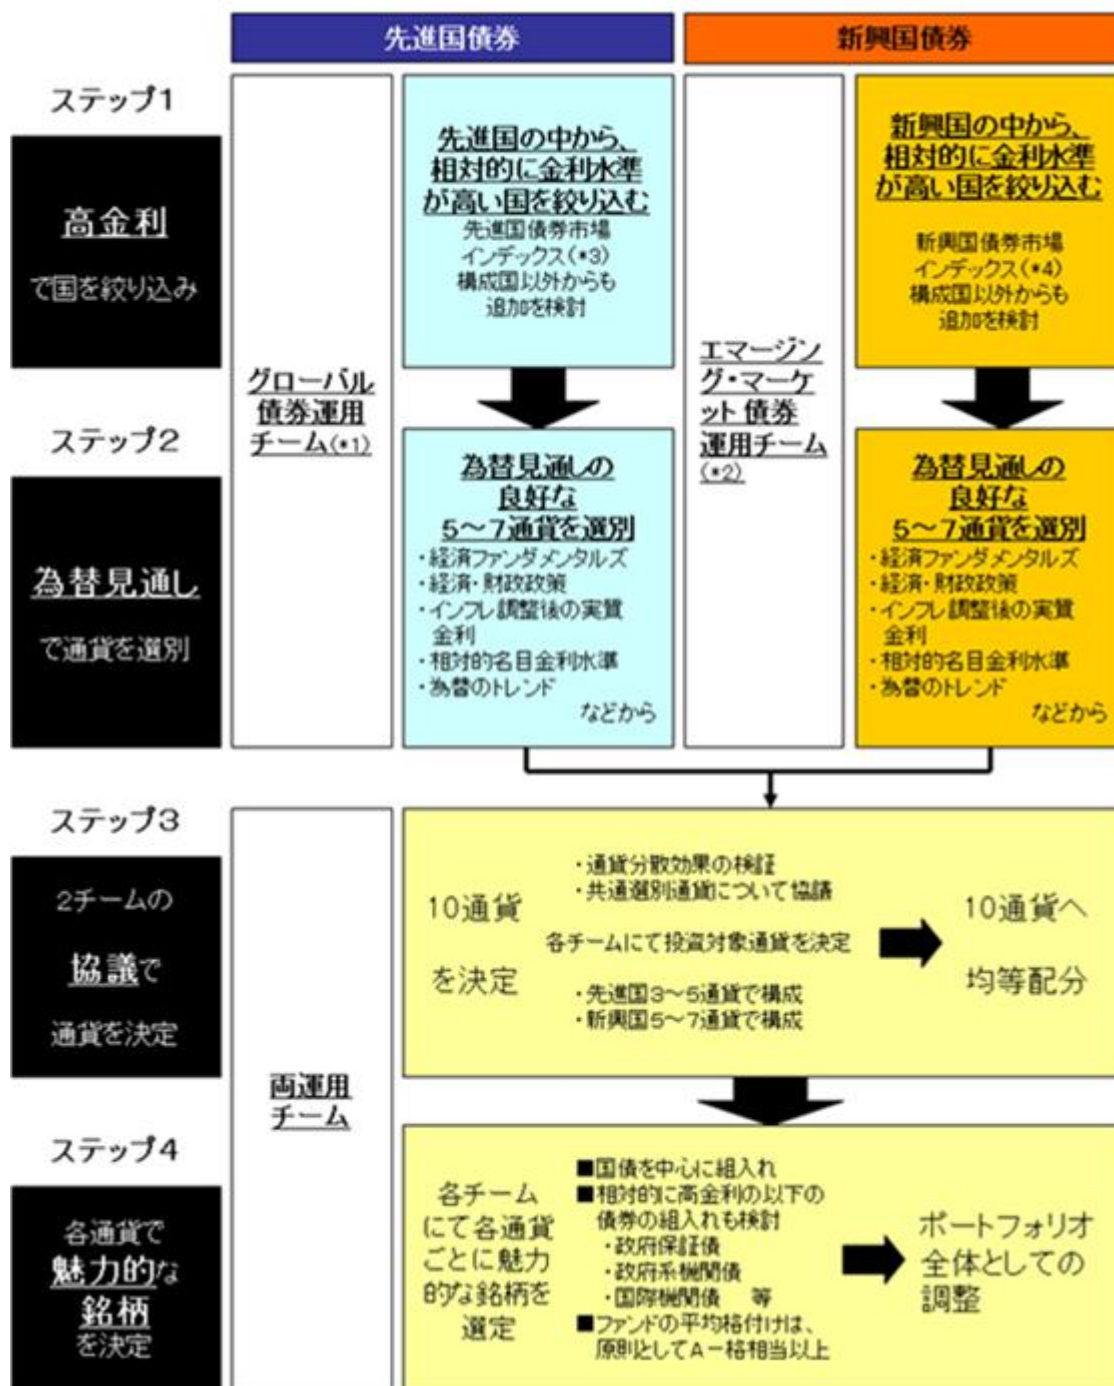 先進国債券
新興国債券
ステップ1
高金利
で国を絞り込み
ステップ2
為替見通し
で通貨を選別
グローバル
債券運用
チーム(*1)
先進国の中から、
相対的に金利水準
が高い国を絞り込む
先進国債券市場
インデックス(*3)
構成国以外からも
追加を検討
為替見通しの
良好な
5～7通貨を選別
・経済ファンダメンタルズ
・経済・財政政策
・インフレ調整後の実質
金利
・相対的名目金利水準
・為替のトレンド
などから
エマージン
グ・マーケ
ット債券
運用チーム
(*2)
新興国の中から、
相対的に金利水準
が高い国を絞り込む
新興国債券市場
インデックス(*4)
構成国以外からも
追加を検討
為替見通しの
良好な
5～7通貨を選別
・経済ファンダメンタルズ
・経済・財政政策
・インフレ調整後の実質
金利
・相対的名目金利水準
・為替のトレンド
などから
ステップ3
2チームの
協議で
通貨を決定
両運用
チーム
10通貨
を決定
・通貨分散効果の検証
・共通選別通貨について協議
各チームにて投資対象通貨を決定
・先進国3～5通貨で構成
・新興国5～7通貨で構成
10通貨へ
均等配分
ステップ4
各通貨で
魅力的な
銘柄
を決定
各チーム
にて各通貨
ごとに魅力
的な銘柄を
選定
■国債を中心に組入れ
■相対的に高金利の以下の
債券の組入れも検討
・政府保証債
・政府系機関債
・国際機関債 等
■ファンドの平均格付けは、
原則としてA－格相当以上
ポートフォリオ
全体としての
調整